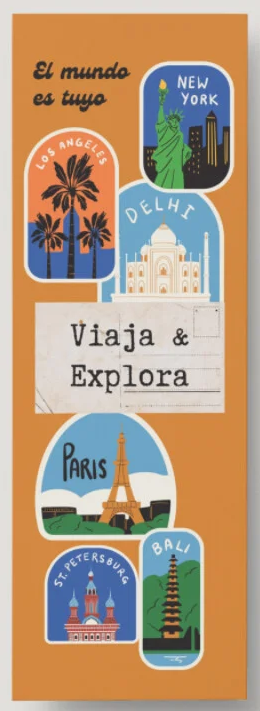 El mundo
es tuyo
NEW
YORK
LOS ANGELES
DELHI
Viaja &
Explora
PARIS
ST. PETERSBURG
BALI